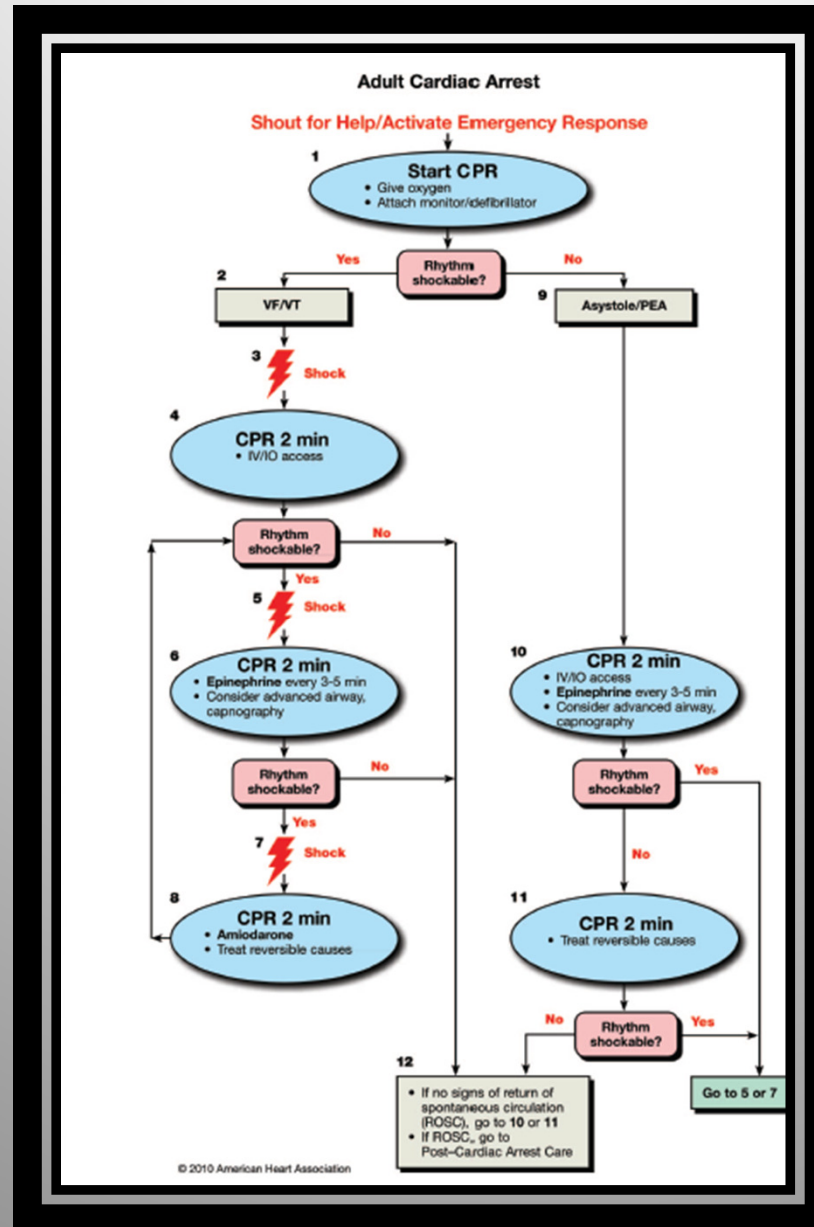 Adult Cardiac Arrest
Shout for Help/Activate Emergency Response
1
Start CPR
• Give oxygen
• Attach monitor/defibrillator
Rhythm
shockable?
Yes
No
2
VF/VT
9
Asystole/PEA
3
Shock
4
CPR 2 min
• IV/IO access
Rhythm
shockable?
No
Yes
5
Shock
6
CPR 2 min
• Epinephrine every 3-5 min
• Consider advanced airway,
capnography
Rhythm
shockable?
No
Yes
7
Shock
8
CPR 2 min
• Amiodarone
• Treat reversible causes
10
CPR 2 min
• IV/IO access
• Epinephrine every 3-5 min
• Consider advanced airway,
capnography
Rhythm
shockable?
Yes
No
11
CPR 2 min
• Treat reversible causes
No
Rhythm
shockable?
Yes
12
• If no signs of return of
spontaneous circulation
(ROSC), go to 10 or 11
• If ROSC, go to
Post–Cardiac Arrest Care
Go to 5 or 7
© 2010 American Heart Association